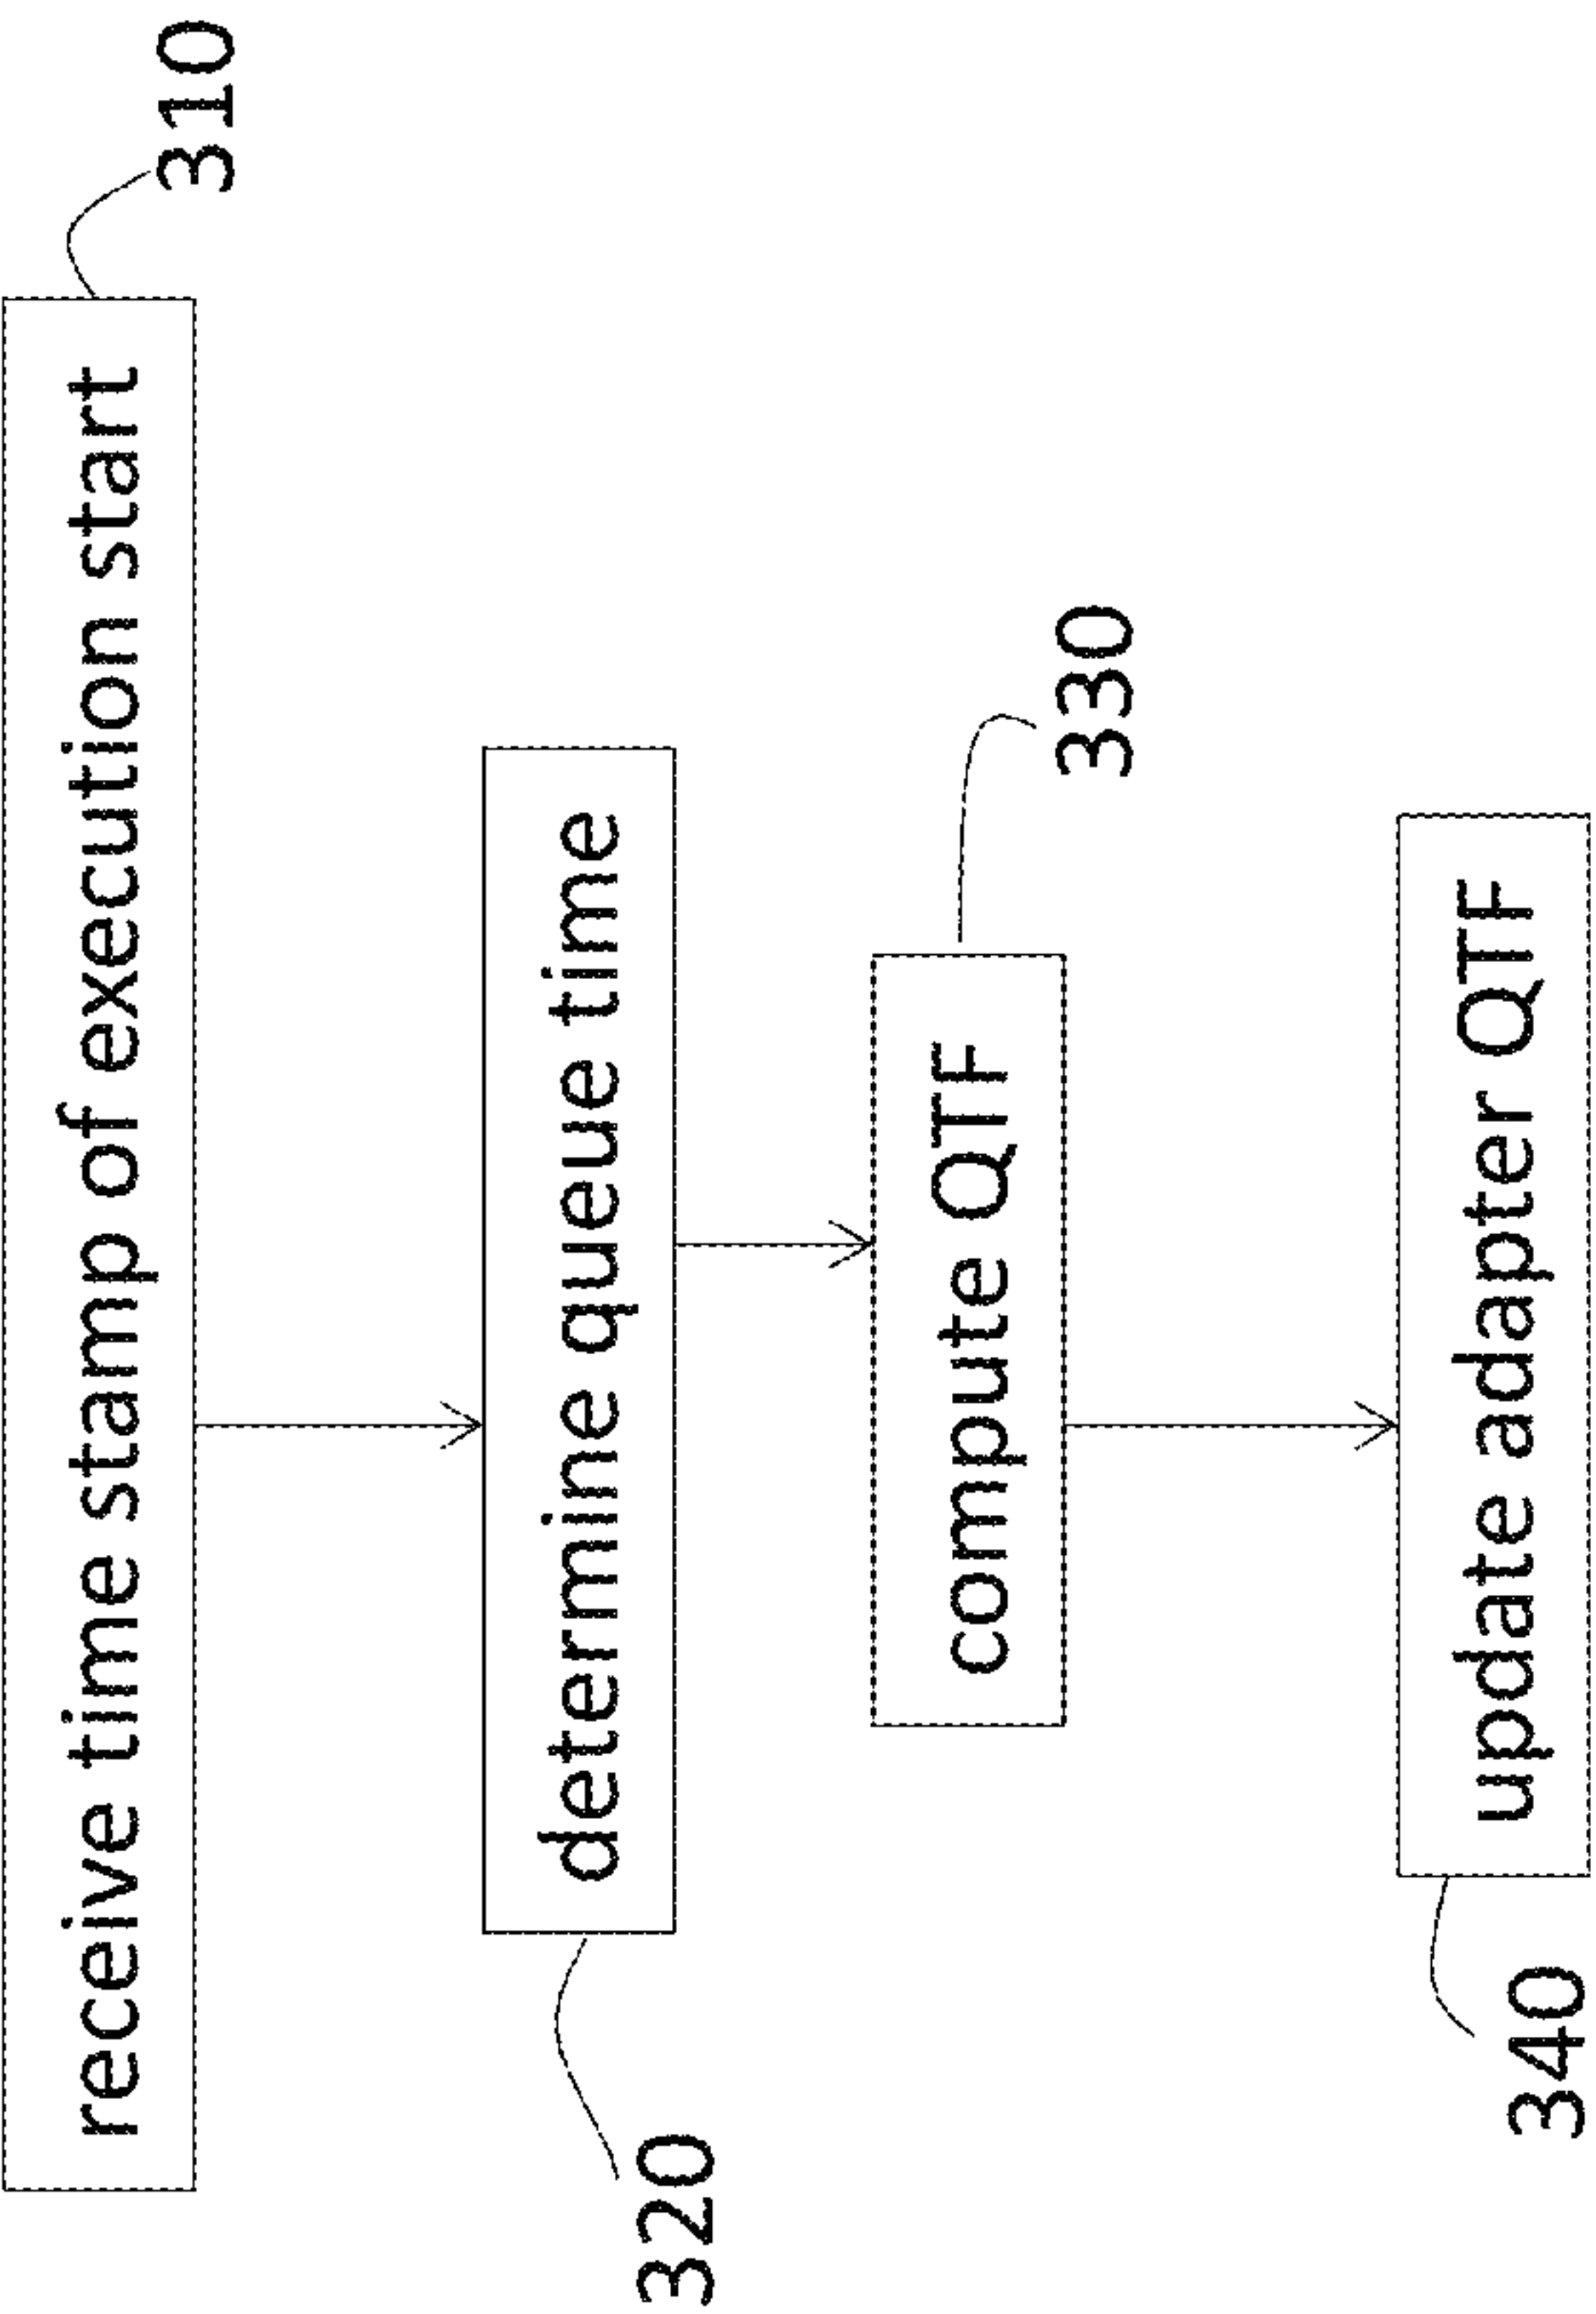 receive time stamp of execution start
310
determine queue time
320
compute QTF
330
update adapter QTF
340